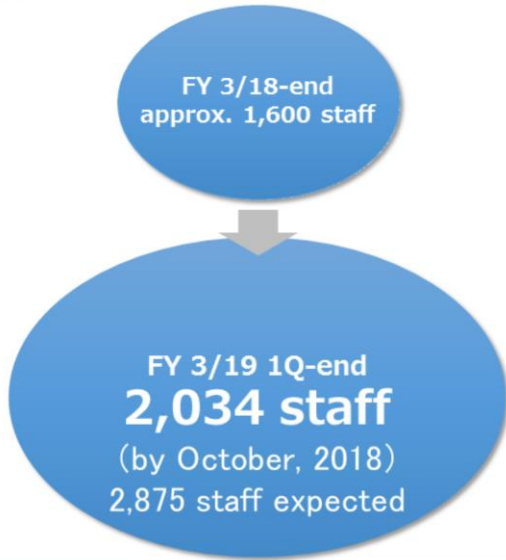 FY 3/18-end
approx. 1,600 staff
FY 3/19 1Q-end
2,034 staff
(by October, 2018)
2,875 staff expected